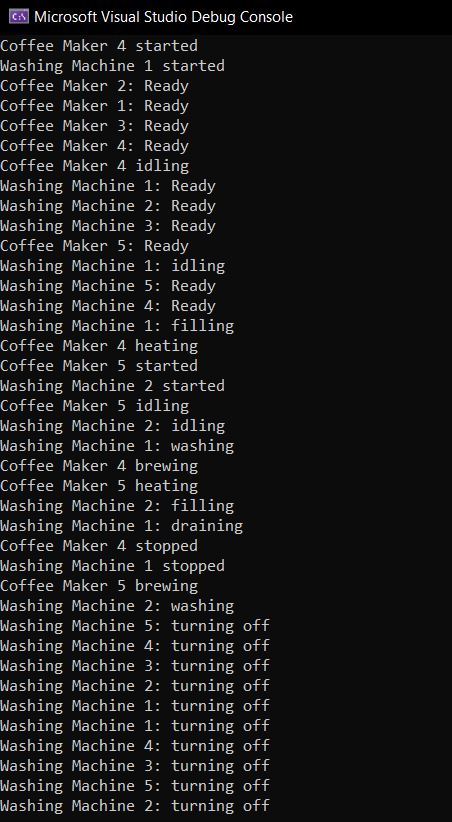 C:\ Microsoft Visual Studio Debug Console
Coffee Maker 4 started
Washing Machine 1 started
Coffee Maker 2: Ready
Coffee Maker 1: Ready
Coffee Maker 3: Ready
Coffee Maker 4: Ready
Coffee Maker 4 idling
Washing Machine 1: Ready
Washing Machine 2: Ready
Washing Machine 3: Ready
Coffee Maker 5: Ready
Washing Machine 1: idling
Washing Machine 5: Ready
Washing Machine 4: Ready
Washing Machine 1: filling
Coffee Maker 4 heating
Coffee Maker 5 started
Washing Machine 2 started
Coffee Maker 5 idling
Washing Machine 2: idling
Washing Machine 1: washing
Coffee Maker 4 brewing
Coffee Maker 5 heating
Washing Machine 2: filling
Washing Machine 1: draining
Coffee Maker 4 stopped
Washing Machine 1 stopped
Coffee Maker 5 brewing
Washing Machine 2: washing
Washing Machine 5: turning off
Washing Machine 4: turning off
Washing Machine 3: turning off
Washing Machine 2: turning off
Washing Machine 1: turning off
Washing Machine 1: turning off
Washing Machine 4: turning off
Washing Machine 3: turning off
Washing Machine 5: turning off
Washing Machine 2: turning off